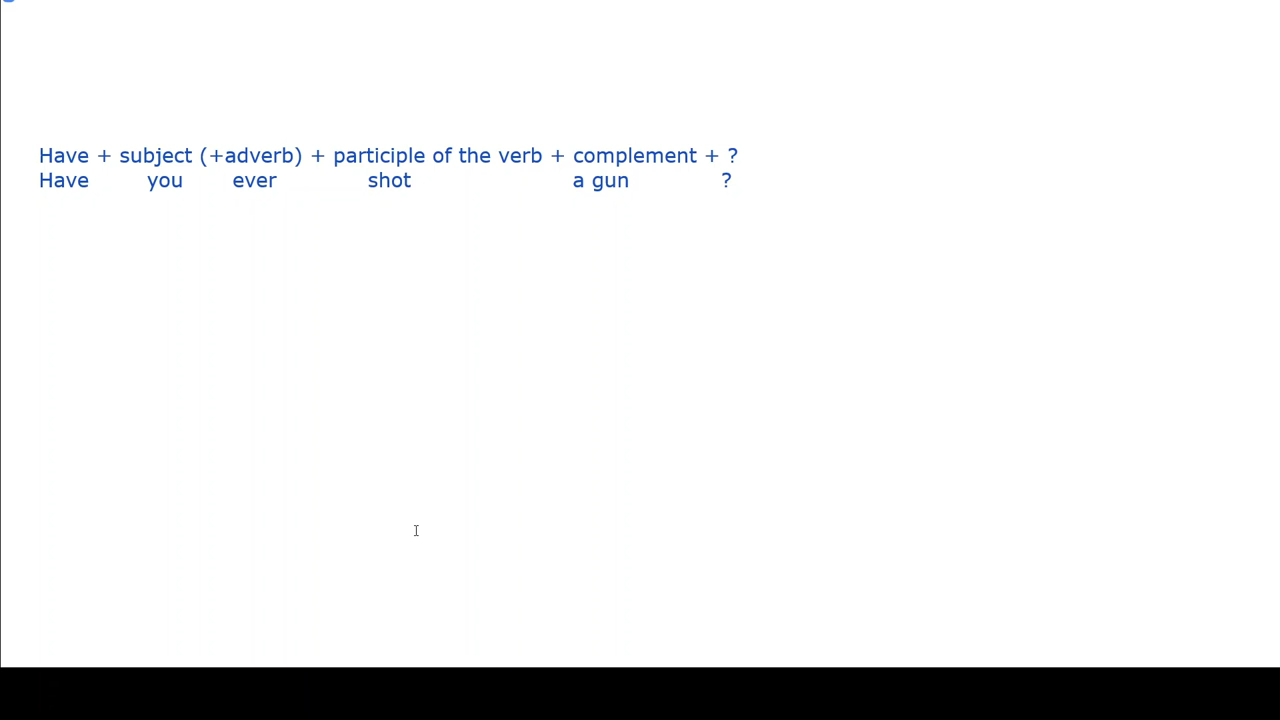 Have + subject (+adverb) + participle of the verb + complement + ?
Have you ever shot a gun ?